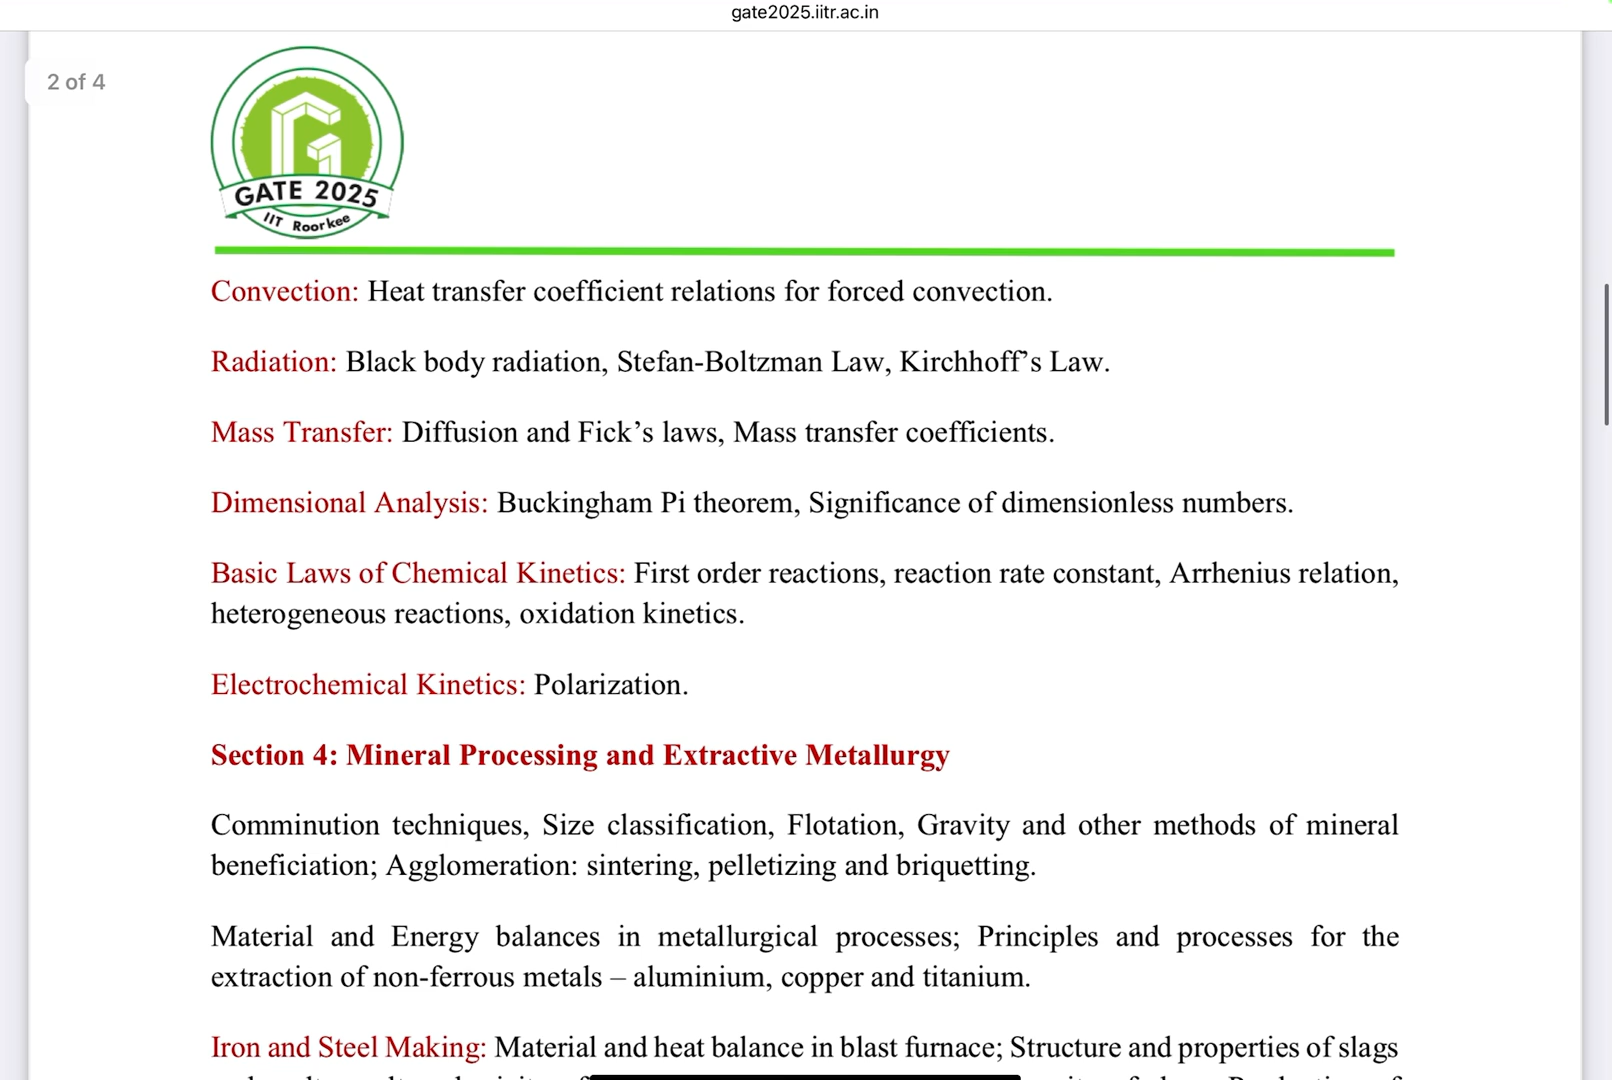 gate2025.iitr.ac.in
2 of 4
GATE 2025
IIT Roorkee
Convection: Heat transfer coefficient relations for forced convection.
Radiation: Black body radiation, Stefan-Boltzman Law, Kirchhoff’s Law.
Mass Transfer: Diffusion and Fick’s laws, Mass transfer coefficients.
Dimensional Analysis: Buckingham Pi theorem, Significance of dimensionless numbers.
Basic Laws of Chemical Kinetics: First order reactions, reaction rate constant, Arrhenius relation,
heterogeneous reactions, oxidation kinetics.
Electrochemical Kinetics: Polarization.
Section 4: Mineral Processing and Extractive Metallurgy
Comminution techniques, Size classification, Flotation, Gravity and other methods of mineral
beneficiation; Agglomeration: sintering, pelletizing and briquetting.
Material and Energy balances in metallurgical processes; Principles and processes for the
extraction of non-ferrous metals – aluminium, copper and titanium.
Iron and Steel Making: Material and heat balance in blast furnace; Structure and properties of slags